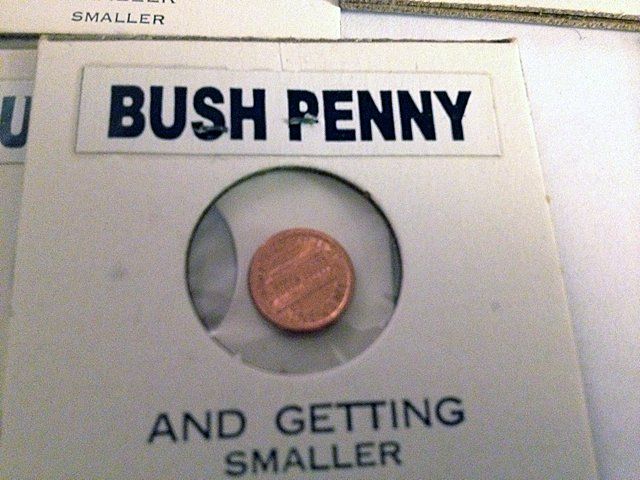 SMALLER
U
BUSH PENNY
AND GETTING
SMALLER